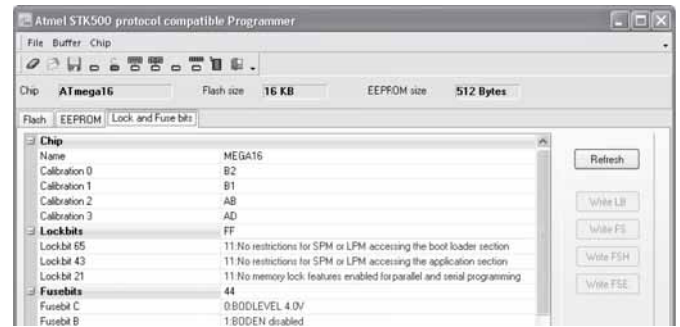 Atmel STK500 protocol compatible Programmer
File Buffer Chip
Chip ATmega16 Flash size 16 KB EEPROM size 512 Bytes
Flash EEPROM Lock and Fuse bits
Chip
Name MEGA16 Refresh
Calibration 0 B2
Calibration 1 B1
Calibration 2 AB Write LB
Calibration 3 AD
Lockbits FF Write FS
Lockbit 65 11:No restrictions for SPM or LPM accessing the boot loader section
Lockbit 43 11:No restrictions for SPM or LPM accessing the application section Write FSH
Lockbit 21 11:No memory lock features enabled for parallel and serial programming
Fusebits 44 Write FSE
Fusebit C 0:BODLEVEL 4.0V
Fusebit B 1:BODEN disabled